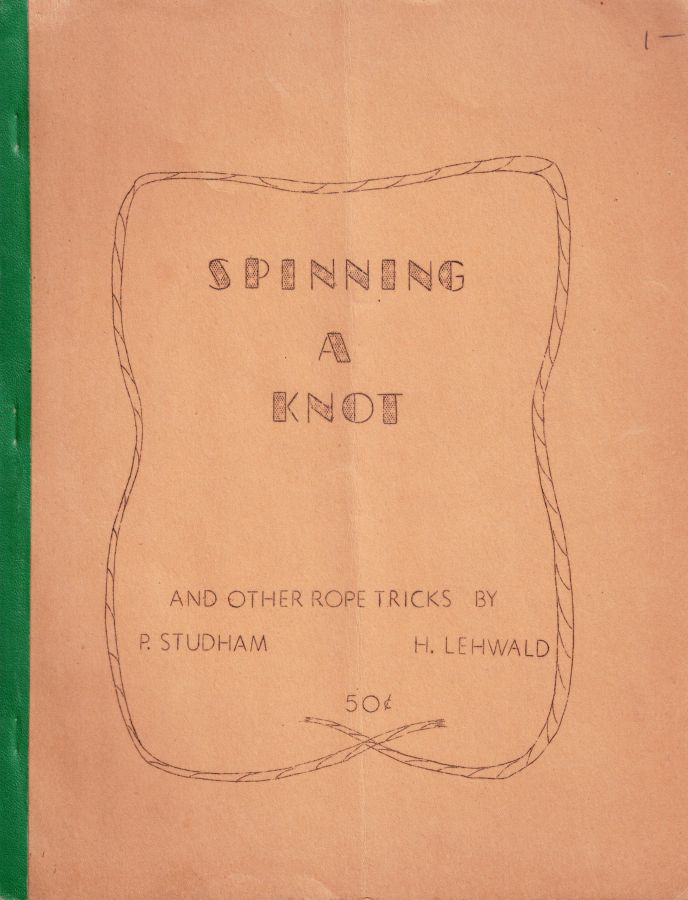 1—
SPINNING
A
KNOT
AND OTHER ROPE TRICKS BY
P. STUDHAM H. LEHWALD
50¢